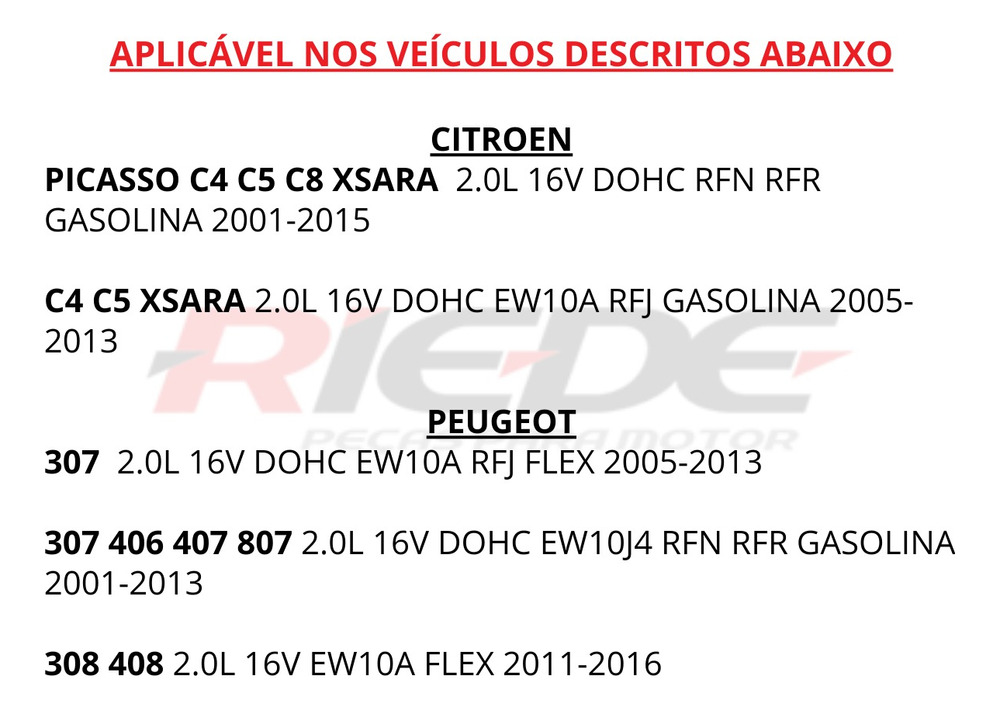 APLICÁVEL NOS VEÍCULOS DESCRITOS ABAIXO
CITROEN
PICASSO C4 C5 C8 XSARA 2.0L 16V DOHC RFN RFR
GASOLINA 2001-2015
C4 C5 XSARA 2.0L 16V DOHC EW10A RFJ GASOLINA 2005-
2013
RIEDE
PEUGEOT
PEÇAS PARA MOTOR
307 2.0L 16V DOHC EW10A RFJ FLEX 2005-2013
307 406 407 807 2.0L 16V DOHC EW10J4 RFN RFR GASOLINA
2001-2013
308 408 2.0L 16V EW10A FLEX 2011-2016